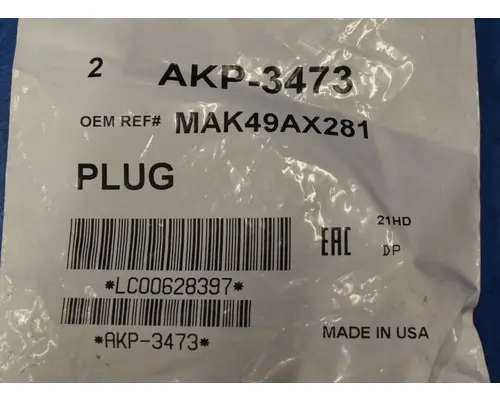 2 AKP-3473
OEM REF# MAK49AX281
PLUG
21HD
EAC DP
*LC00628397*
*AKP-3473*
MADE IN USA